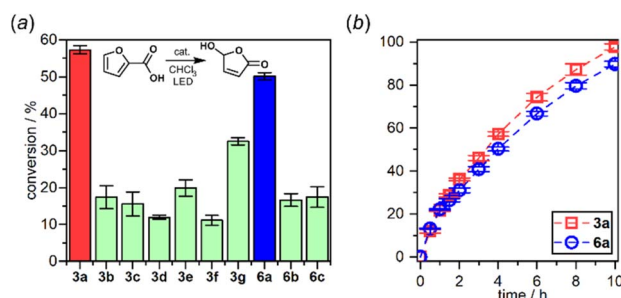 (a)
60
50
40
30
20
10
0
conversion / %
O
O
OH
cat.
CHCl3
LED
HO
O
O
3a 3b 3c 3d 3e 3f 3g 6a 6b 6c
(b)
100
80
60
40
20
0
0 2 4 6 8 10
time / h
3a
6a